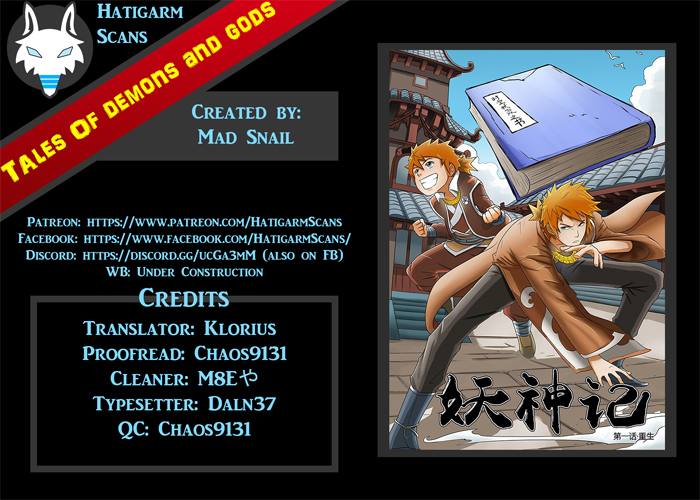 Hatigarm
Scans
Tales Of demons and gods
Created by:
Mad Snail
Patreon: https://www.patreon.com/HatigarmScans
Facebook: https://www.facebook.com/HatigarmScans/
Discord: https://discord.gg/ucGa3mM (also on FB)
WB: Under Construction
Credits
Translator: Klorius
Proofread: Chaos9131
Cleaner: M8Eや
Typesetter: Daln37
QC: Chaos9131
妖神记
第一话·重生